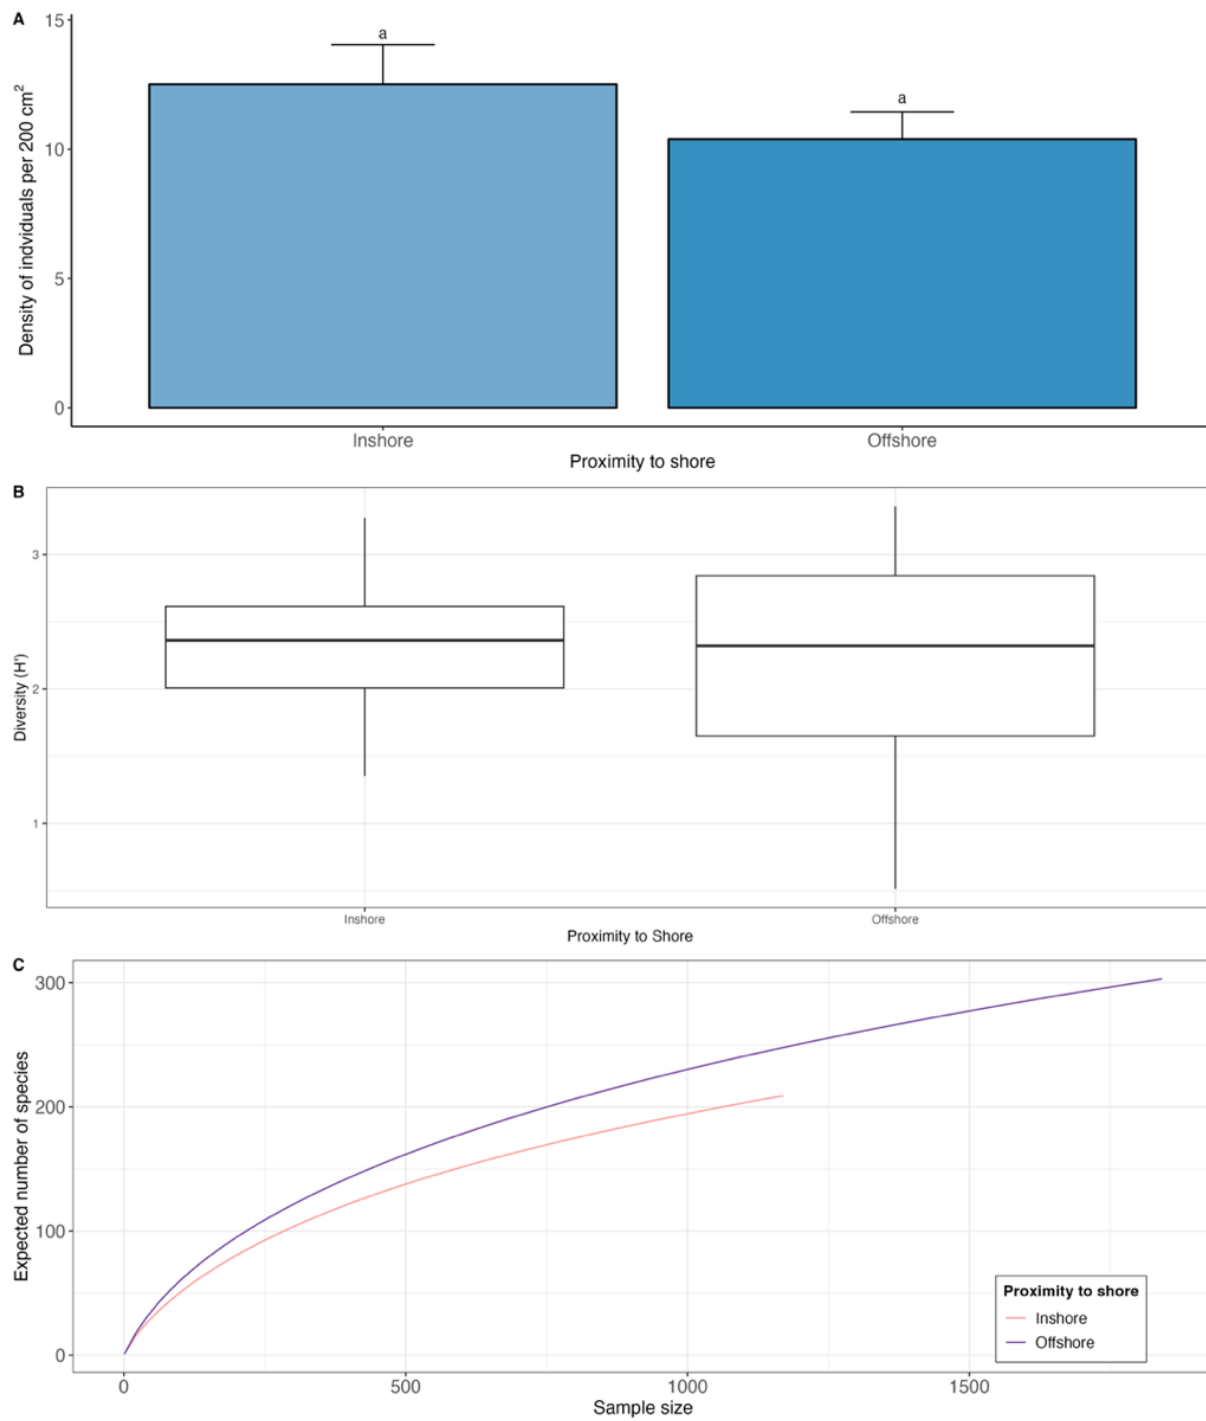 A
15
a
a
10
5
0
Density of indviduals per 200 cm2
Inshore
Offshore
Proximity to shore
B
3
2
1
Diversity (H')
Inshore
Offshore
Proximity to Shore
C
300
200
100
0
Expected number of species
Proximity to shore
Inshore
Offshore
0
500
1000
1500
Sample size